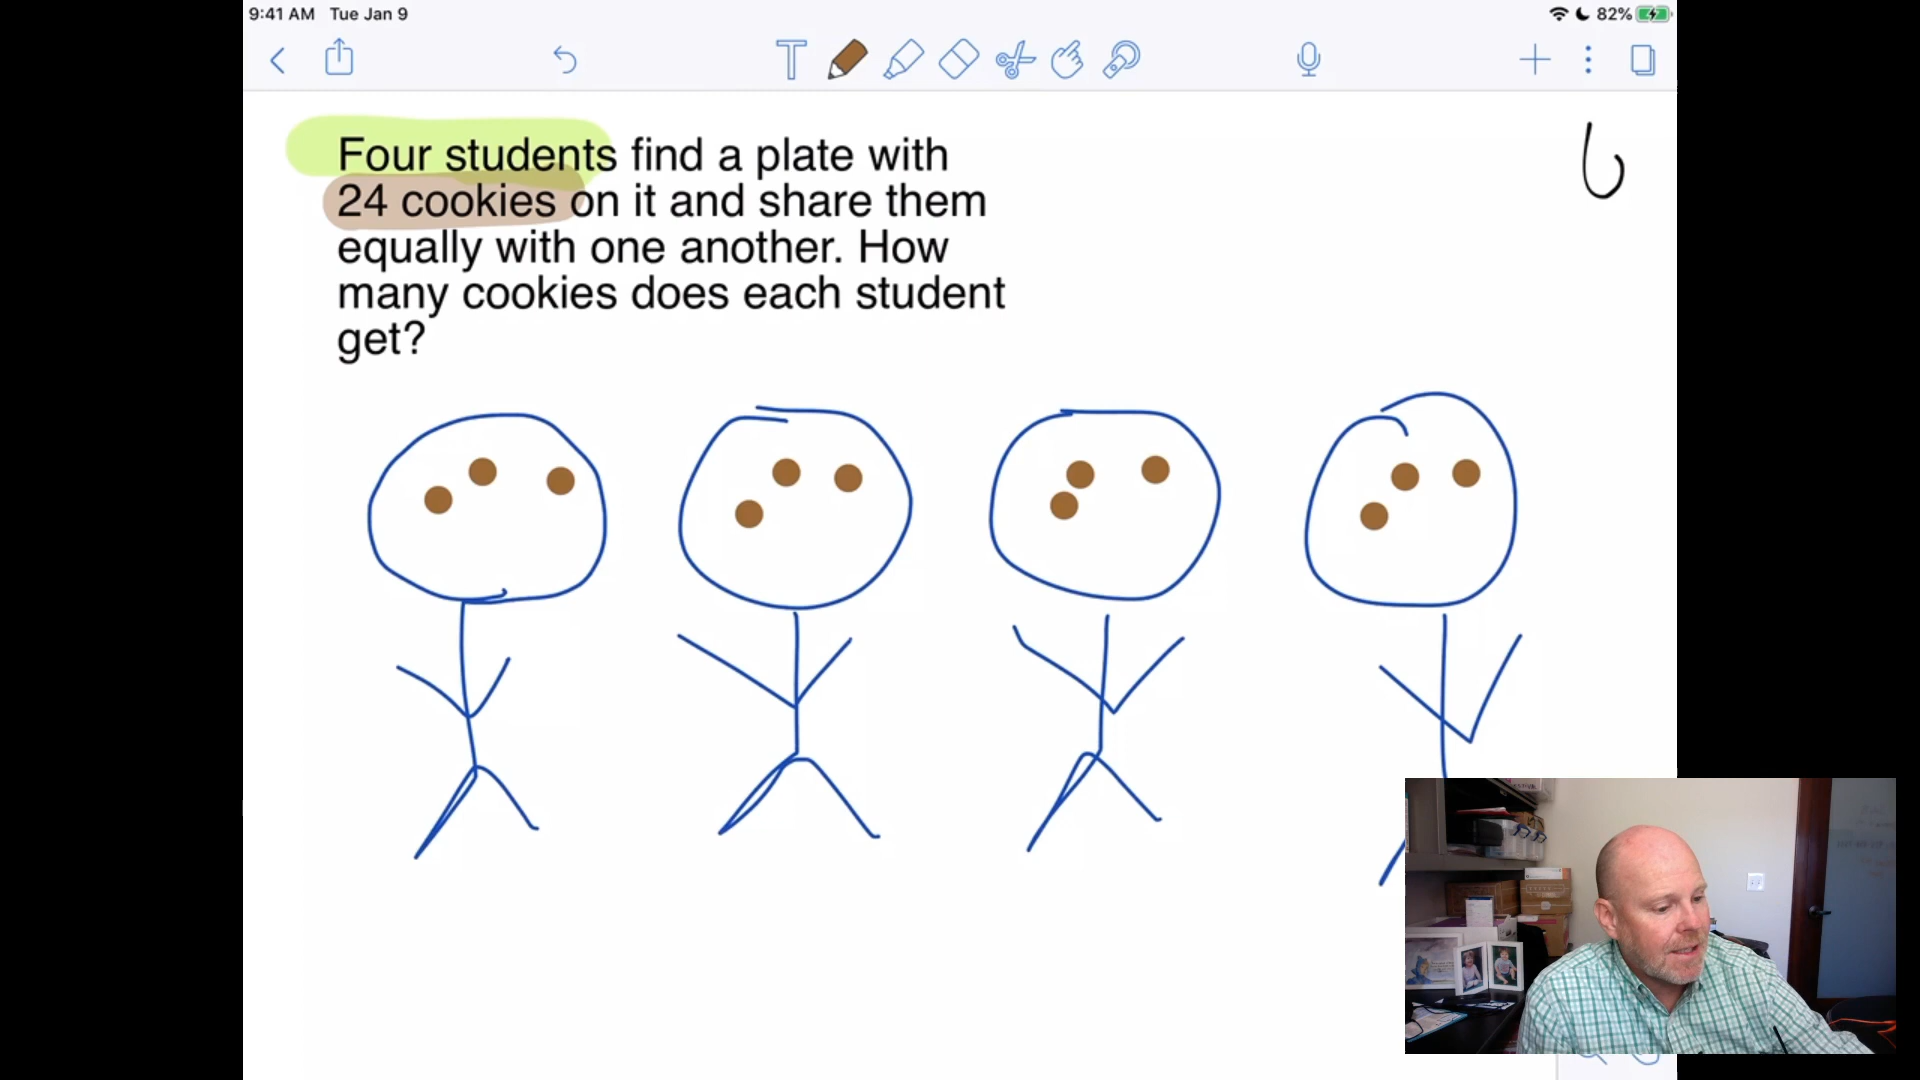 9:41 AM Tue Jan 9
82%
T
Four students find a plate with
24 cookies on it and share them
equally with one another. How
many cookies does each student
get?
6